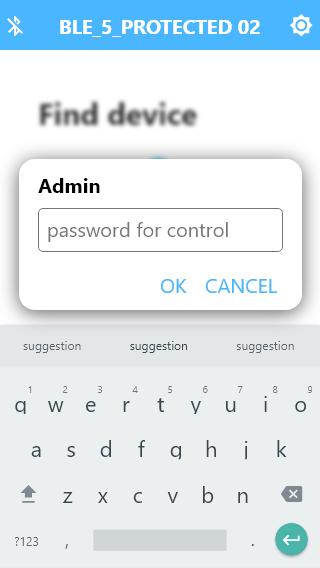 BLE_5_PROTECTED 02
Find device
Admin
password for control
OK CANCEL
suggestion suggestion suggestion
1 2 3 4 5 6 7 8 9
q w e r t y u i o
a s d f g h j k
z x c v b n
?123 , .